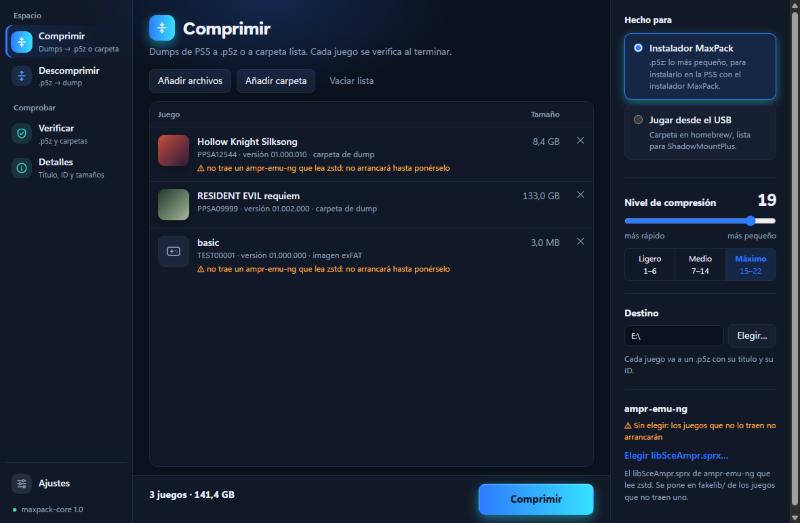 Espacio
Comprimir
Dumps → .p5z o carpeta
Descomprimir
.p5z → dump
Comprobar
Verificar
.p5z y carpetas
Detalles
Título, ID y tamaños
Ajustes
maxpack-core 1.0
Comprimir
Dumps de PS5 a .p5z o a carpeta lista. Cada juego se verifica al terminar.
Añadir archivos
Añadir carpeta
Vaciar lista
Juego
Tamaño
Hollow Knight Silksong
PPSA12544 · versión 01.000.010 · carpeta de dump
⚠ no trae un ampr-emu-ng que lea zstd: no arrancará hasta ponérselo
8,4 GB
RESIDENT EVIL requiem
PPSA09999 · versión 01.002.000 · carpeta de dump
133,0 GB
basic
TEST00001 · versión 01.000.000 · imagen exFAT
⚠ no trae un ampr-emu-ng que lea zstd: no arrancará hasta ponérselo
3,0 MB
3 juegos · 141,4 GB
Comprimir
Hecho para
Instalador MaxPack
.p5z: lo más pequeño, para
instalarlo en la PS5 con el
instalador MaxPack.
Jugar desde el USB
Carpeta en homebrew/, lista
para ShadowMountPlus.
Nivel de compresión
19
más rápido
más pequeño
Ligero
1–6
Medio
7–14
Máximo
15–22
Destino
E:\
Elegir...
Cada juego va a un .p5z con su título y su
ID.
ampr-emu-ng
⚠ Sin elegir: los juegos que no lo traen no
arrancarán
Elegir libSceAmpr.sprx...
El libSceAmpr.sprx de ampr-emu-ng que
lee zstd. Se pone en fakelib/ de los juegos
que no traen uno.